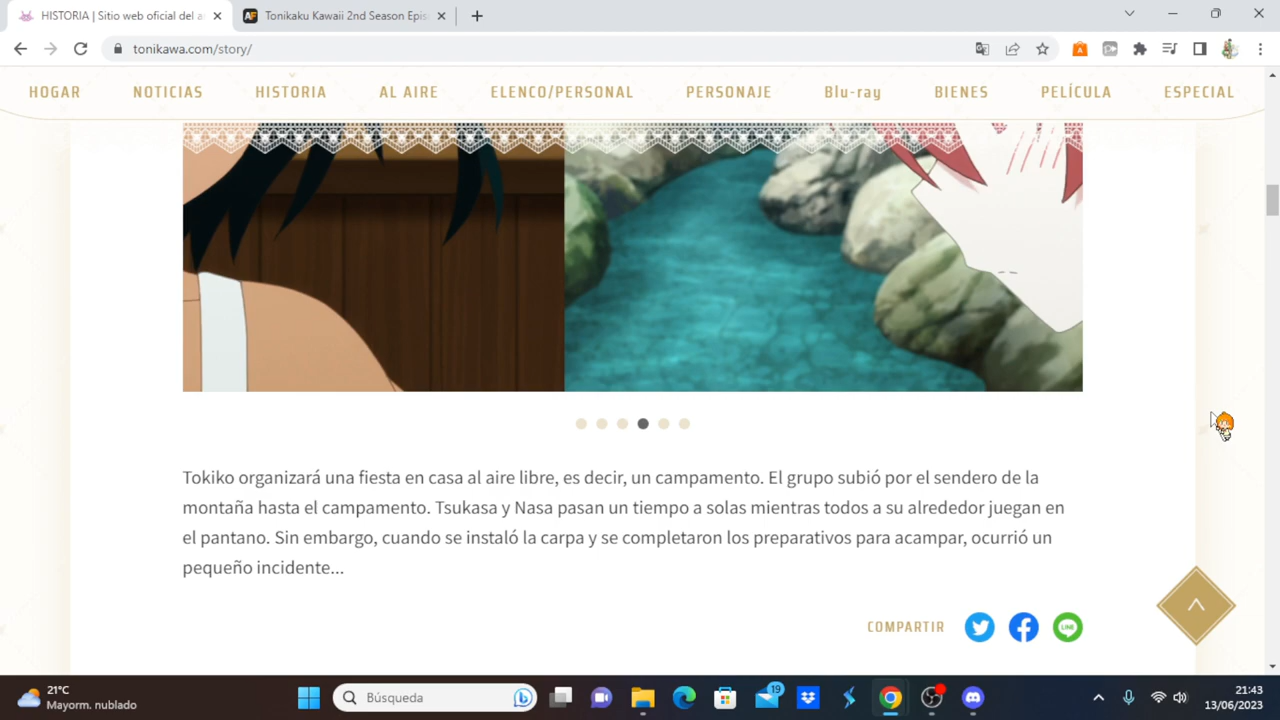 HISTORIA | Sitio web oficial del a
Tonikaku Kawaii 2nd Season Epis
tonikawa.com/story/
HOGAR NOTICIAS HISTORIA AL AIRE ELENCO/PERSONAL PERSONAJE Blu-ray BIENES PELÍCULA ESPECIAL
Tokiko organizará una fiesta en casa al aire libre, es decir, un campamento. El grupo subió por el sendero de la
montaña hasta el campamento. Tsukasa y Nasa pasan un tiempo a solas mientras todos a su alrededor juegan en
el pantano. Sin embargo, cuando se instaló la carpa y se completaron los preparativos para acampar, ocurrió un
pequeño incidente...
COMPARTIR
LINE
21°C
Mayorm. nublado
Búsqueda
19
21:43
13/06/2023